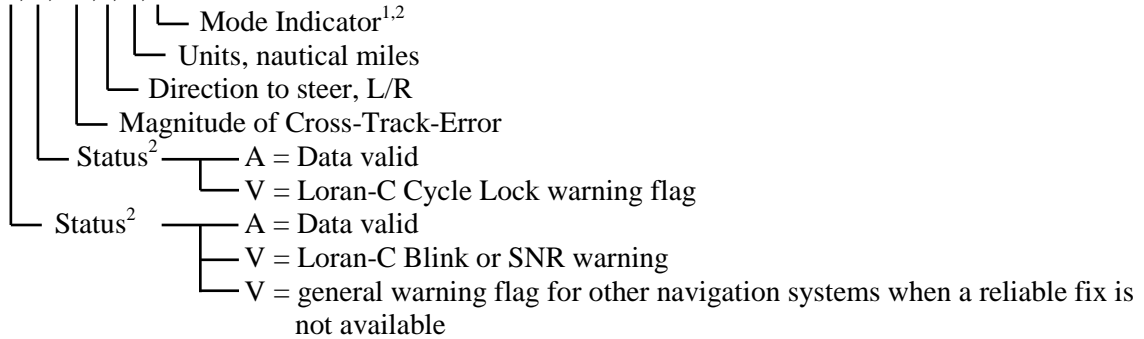 Mode Indicator1,2
Units, nautical miles
Direction to steer, L/R
Magnitude of Cross-Track-Error
Status2 A = Data valid
V = Loran-C Cycle Lock warning flag
Status2 A = Data valid
V = Loran-C Blink or SNR warning
V = general warning flag for other navigation systems when a reliable fix is
not available